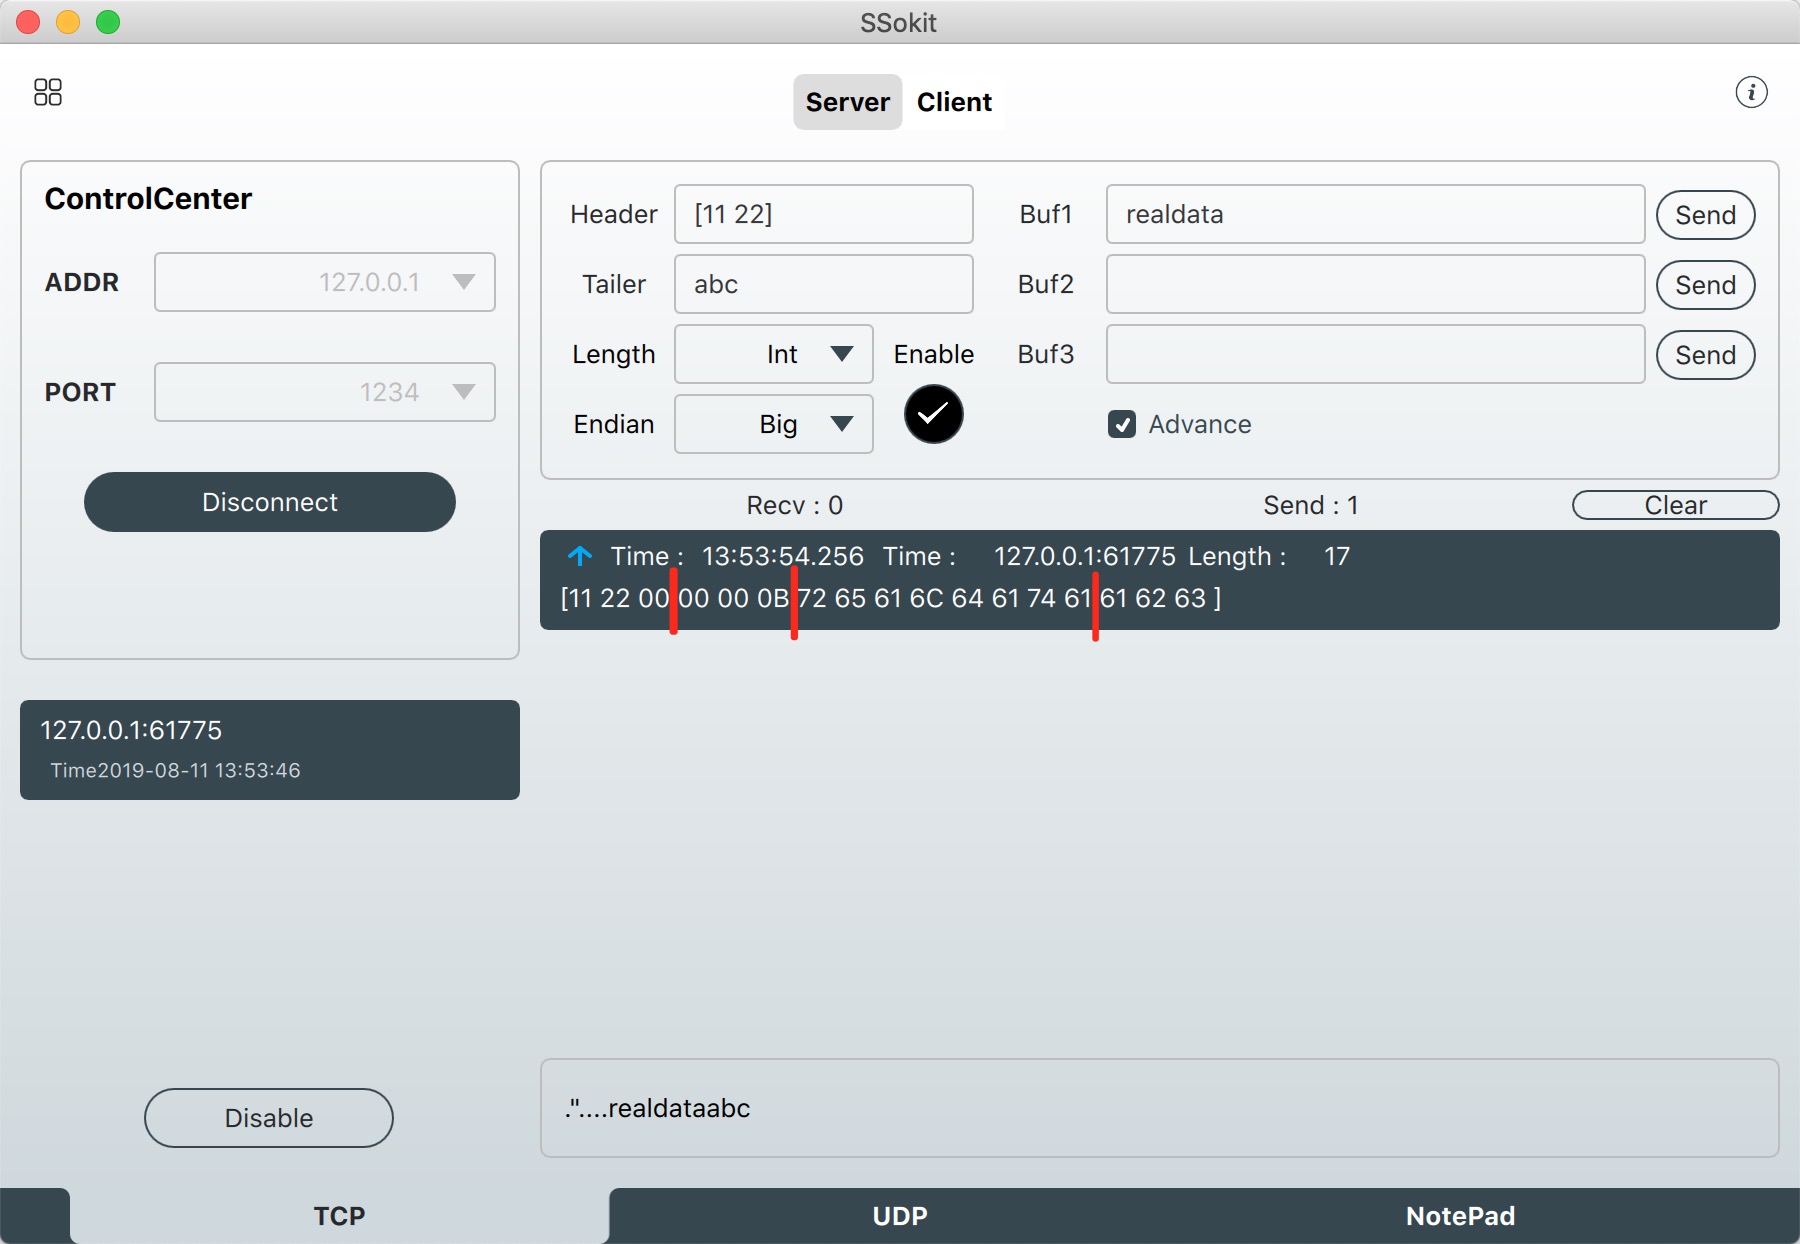 SSokit
Server Client
ControlCenter
ADDR 127.0.0.1
PORT 1234
Disconnect
Header [11 22] Buf1 realdata Send
Tailer abc Buf2 Send
Length Int Enable Buf3 Send
Endian Big Advance
Recv : 0 Send : 1 Clear
Time : 13:53:54.256 Time : 127.0.0.1:61775 Length : 17
[11 22 00 00 00 0B 72 65 61 6C 64 61 74 61 61 62 63 ]
127.0.0.1:61775
Time2019-08-11 13:53:46
Disable
."....realdataabc
TCP UDP NotePad